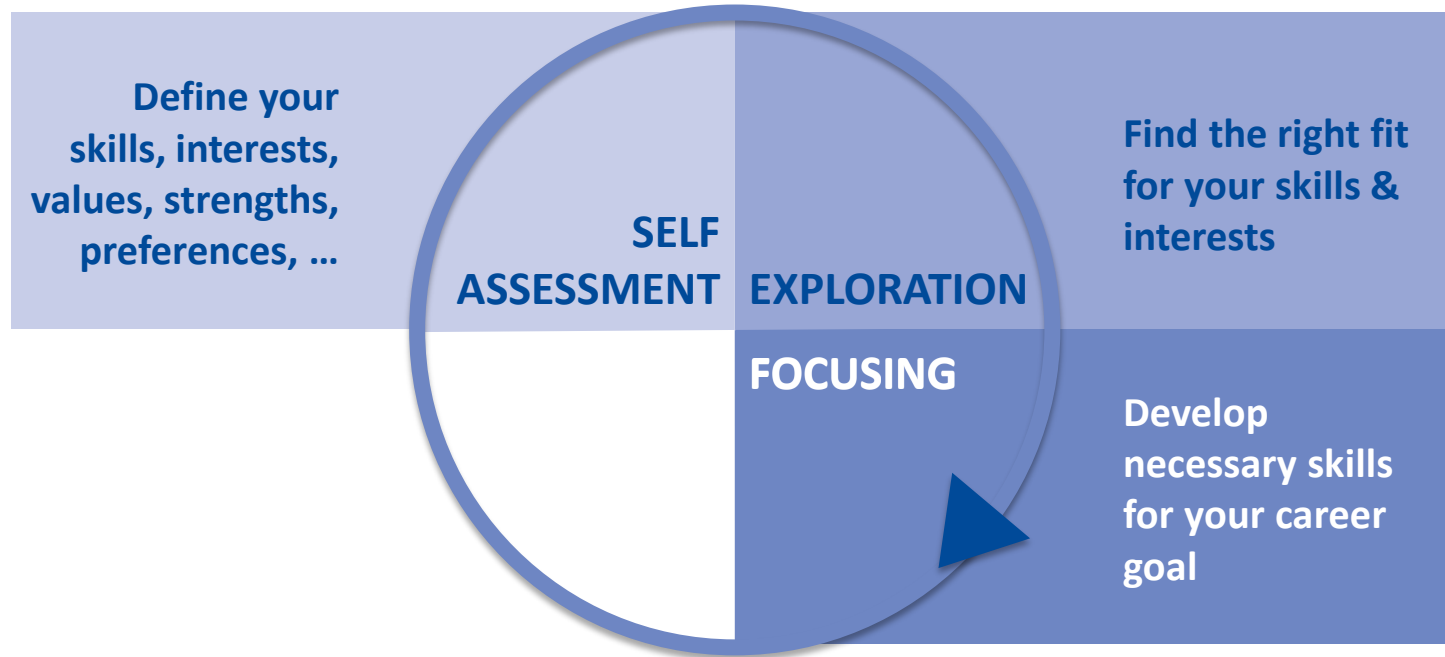 Define your
skills, interests,
values, strengths,
preferences, ...
SELF
ASSESSMENT
EXPLORATION
Find the right fit
for your skills &
interests
FOCUSING
Develop
necessary skills
for your career
goal